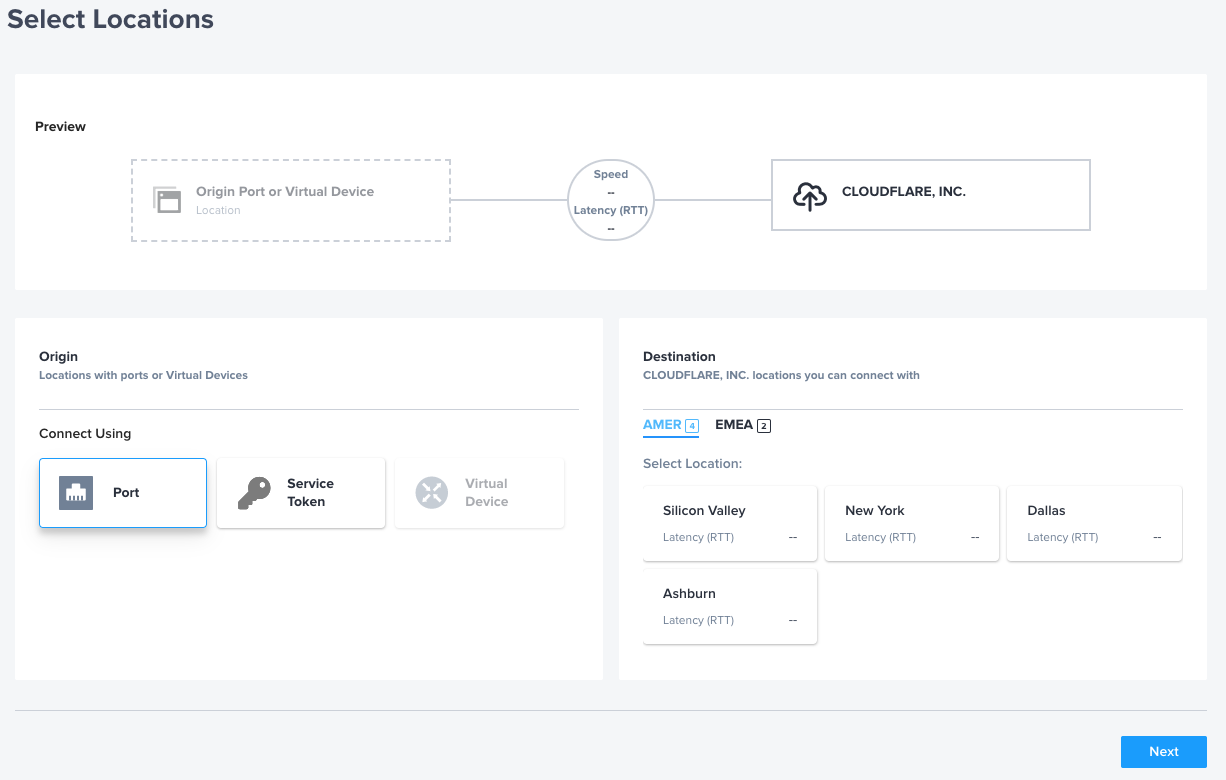 Select Locations
Preview
Origin Port or Virtual Device
Location
Speed
--
Latency (RTT)
--
CLOUDFLARE, INC.
Origin
Locations with ports or Virtual Devices
Connect Using
Port
Service
Token
Virtual
Device
Destination
CLOUDFLARE, INC. locations you can connect with
AMER 4 EMEA 2
Select Location:
Silicon Valley
Latency (RTT) --
New York
Latency (RTT) --
Dallas
Latency (RTT) --
Ashburn
Latency (RTT) --
Next